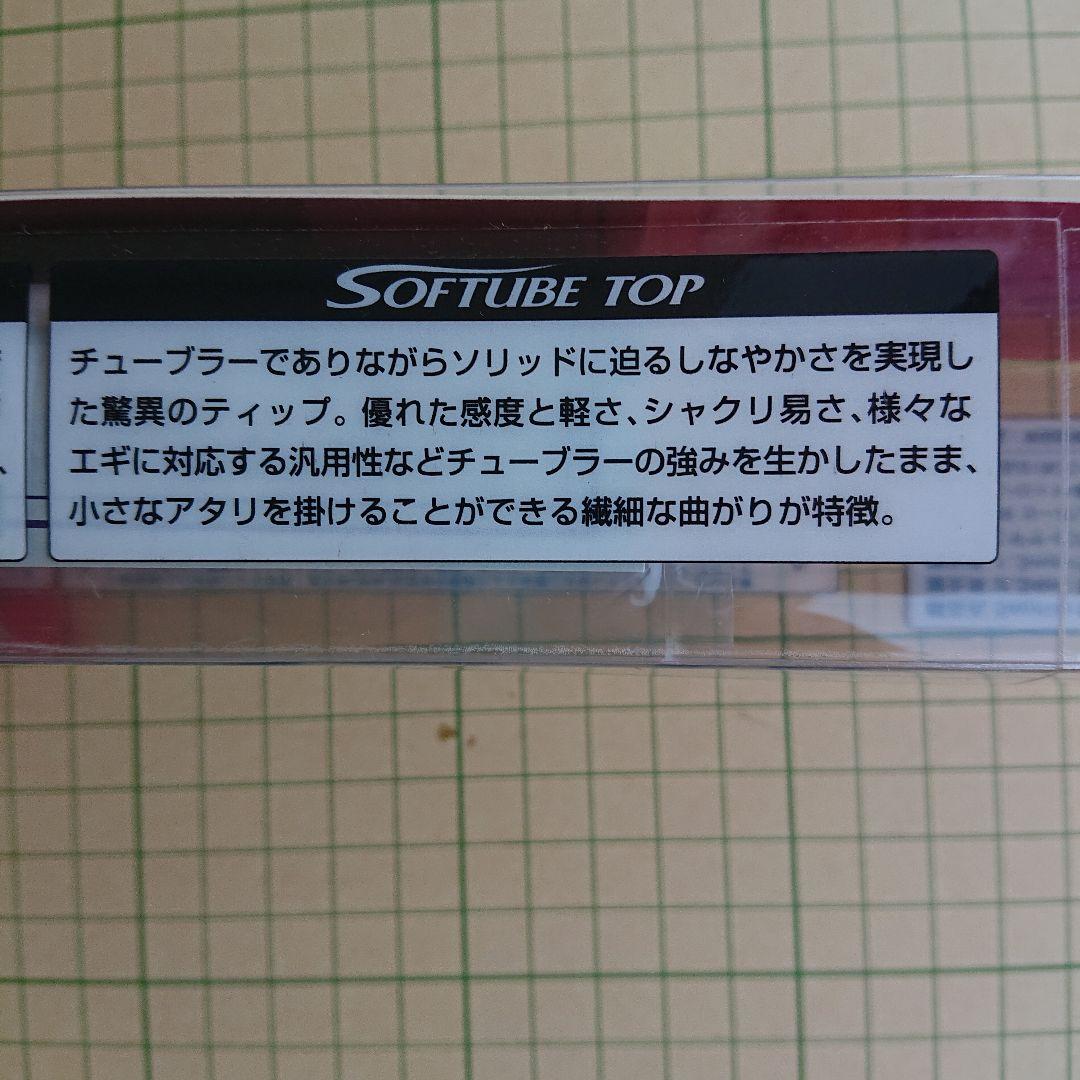 SOFTUBE TOP
チューブラーでありながらソリッドに迫るしなやかさを実現し
た驚異のティップ。優れた感度と軽さ、シャクリ易さ、様々な
エギに対応する汎用性などチューブラーの強みを生かしたまま、
小さなアタリを掛けることができる繊細な曲がりが特徴。